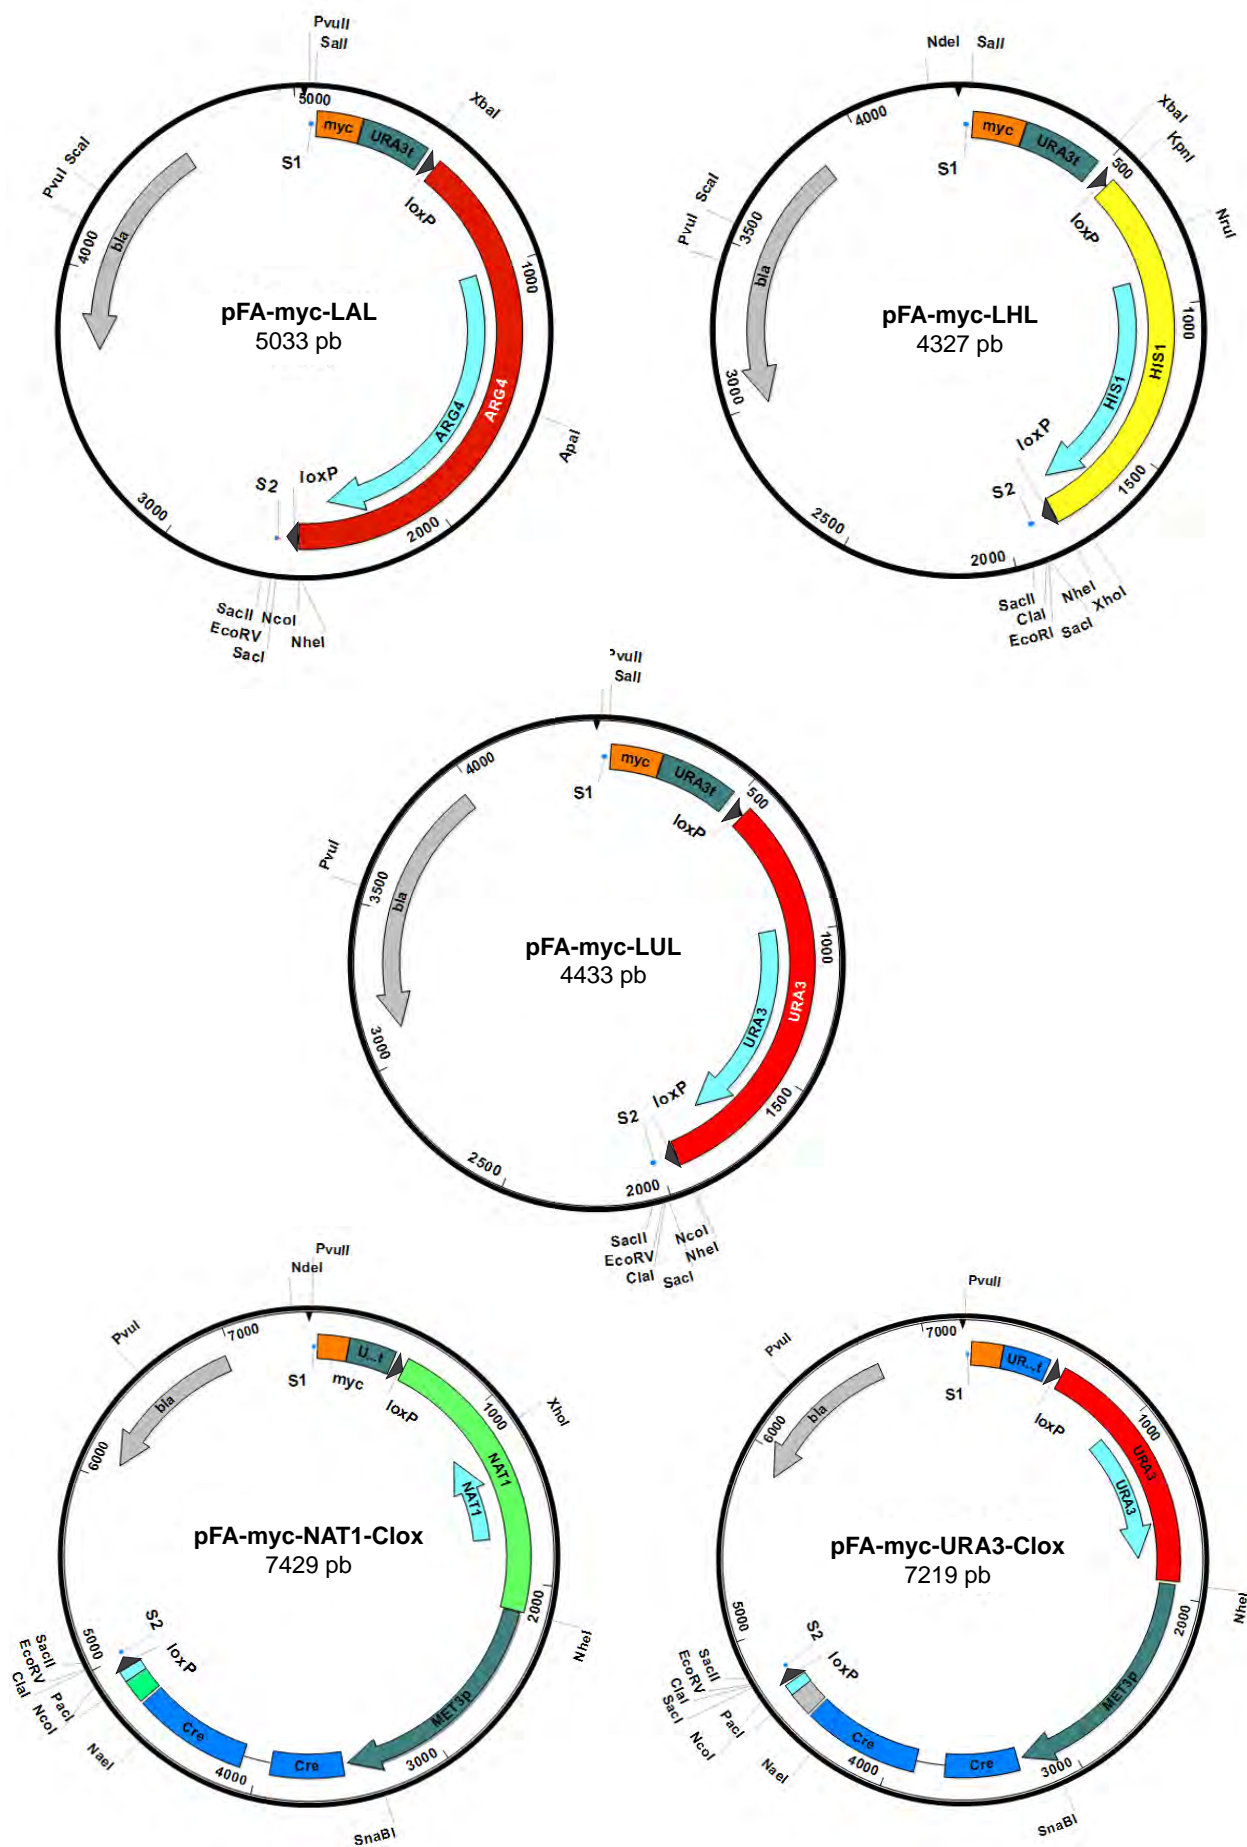 PvuII
SalI
5000
XbaI
myc
URA3t
S1
loxP
ScaI
PvuI
4000
bla
1000
pFA-myc-LAL
5033 pb
ARG4
ARG4
ApaI
loxP
S2
3000
2000
SacII
NcoI
EcoRV
NheI
SacI
NdeI
SalI
XbaI
KpnI
4000
myc
URA3t
500
S1
loxP
NruI
ScaI
PvuI
3500
bla
1000
pFA-myc-LHL
4327 pb
HIS1
HIS1
3000
loxP
S2
1500
2500
2000
SacII
NheI
XhoI
ClaI
EcoRI
SacI
PvuII
SalI
4000
myc
URA3t
500
S1
loxP
PvuI
3500
bla
1000
pFA-myc-LUL
4433 pb
URA3
URA3
3000
loxP
S2
1500
2500
2000
SacII
NcoI
EcoRV
NheI
ClaI
SacI
PvuII
NdeI
7000
PvuI
U...t
S1
myc
loxP
bla
1000
XhoI
6000
NAT1
NAT1
pFA-myc-NAT1-Clox
7429 pb
2000
NheI
S2
loxP
5000
SacII
EcoRV
ClaI
PacI
NcoI
MET3p
NaeI
Cre
Cre
3000
4000
SnaBI
PvuII
7000
PvuI
UR...t
S1
loxP
bla
1000
6000
URA3
URA3
pFA-myc-URA3-Clox
7219 pb
2000
NheI
S2
loxP
5000
SacII
EcoRV
ClaI
SacI
PacI
NcoI
MET3p
NaeI
Cre
Cre
3000
4000
SnaBI